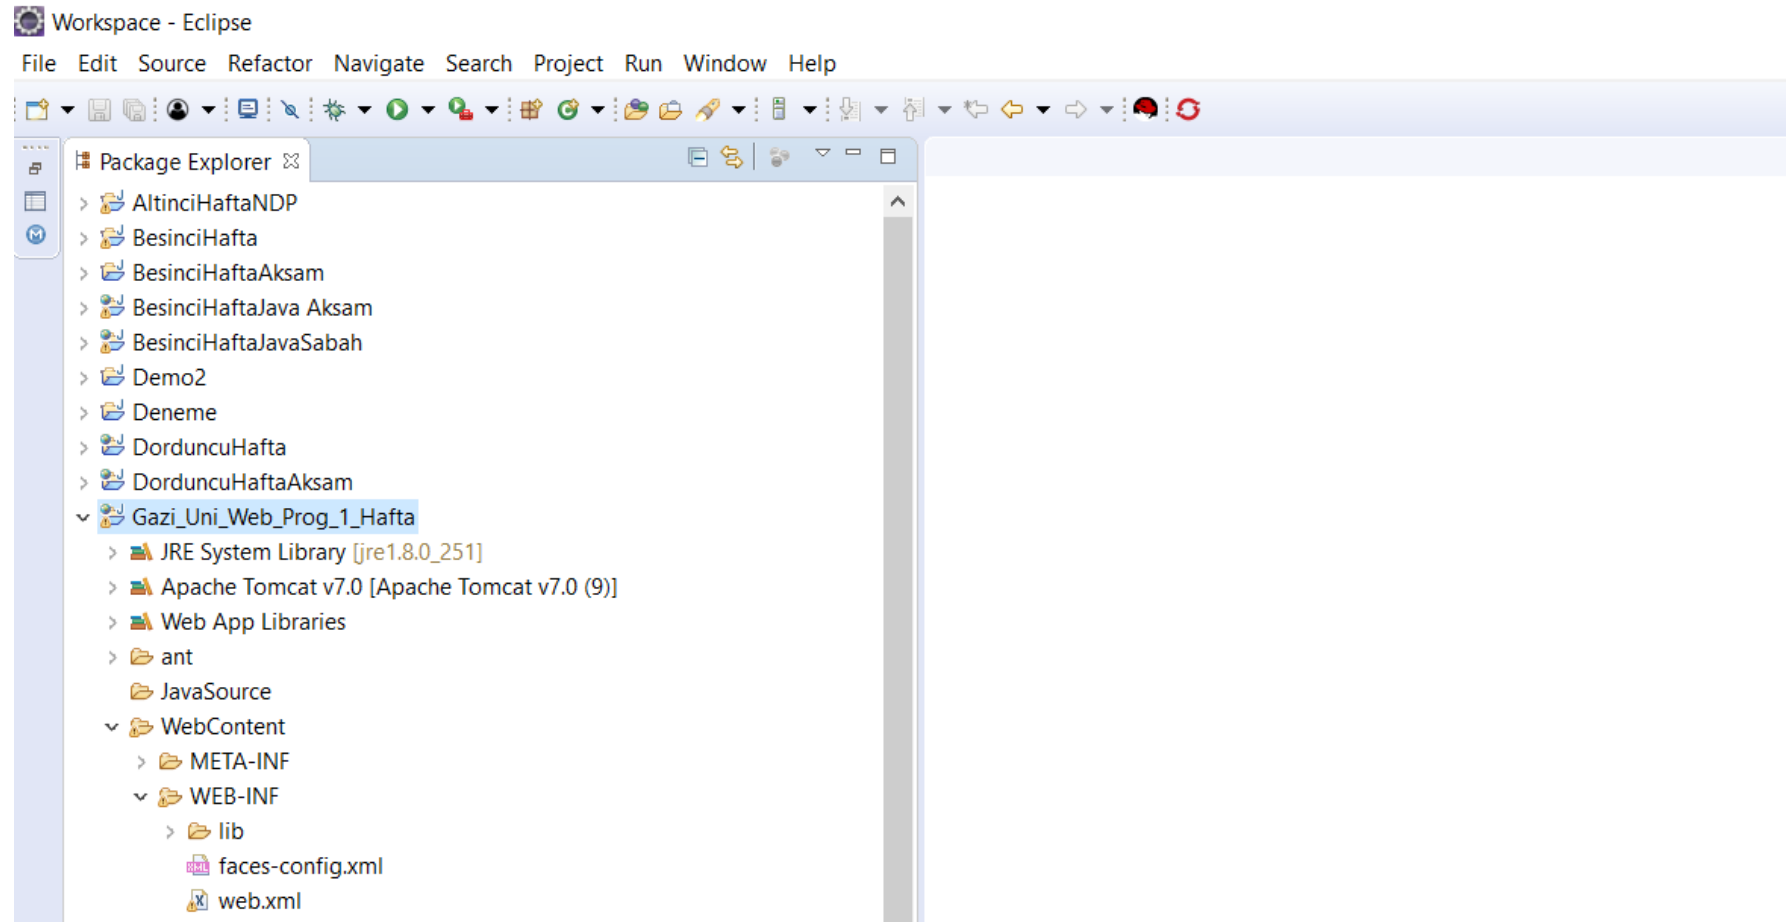 Workspace - Eclipse
File Edit Source Refactor Navigate Search Project Run Window Help
Package Explorer
AltinciHaftaNDP
BesinciHafta
BesinciHaftaAksam
BesinciHaftaJava Aksam
BesinciHaftaJavaSabah
Demo2
Deneme
DorduncuHafta
DorduncuHaftaAksam
Gazi_Uni_Web_Prog_1_Hafta
JRE System Library [jre1.8.0_251]
Apache Tomcat v7.0 [Apache Tomcat v7.0 (9)]
Web App Libraries
ant
JavaSource
WebContent
META-INF
WEB-INF
lib
faces-config.xml
web.xml